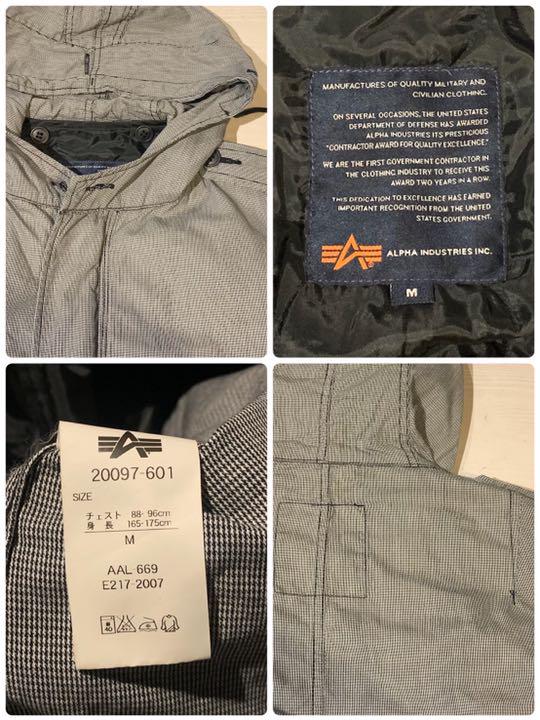 MANUFACTURES OF QUALITY MILITARY AND
CIVILIAN CLOTHING.
ON SEVERAL OCCASIONS, THE UNITED STATES
DEPARTMENT OF DEFENSE HAS AWARDED
ALPHA INDUSTRIES ITS PRESTICIOUS
"CONTRACTOR AWARD FOR QUALITY EXCELLENCE."
WE ARE THE FIRST GOVERNMENT CONTRACTOR IN
THE CLOTHING INDUSTRY TO RECEIVE THIS
AWARD TWO YEARS IN A ROW.
THIS DEDICATION TO EXCELLENCE HAS EARNED
IMPORTANT RECOGNITION FROM THE UNITED
STATES GOVERNMENT.
ALPHA INDUSTRIES INC.
M
20097-601
SIZE
チェスト 88-96cm
身長 165-175cm
M
AAL-669
E217-2007
40